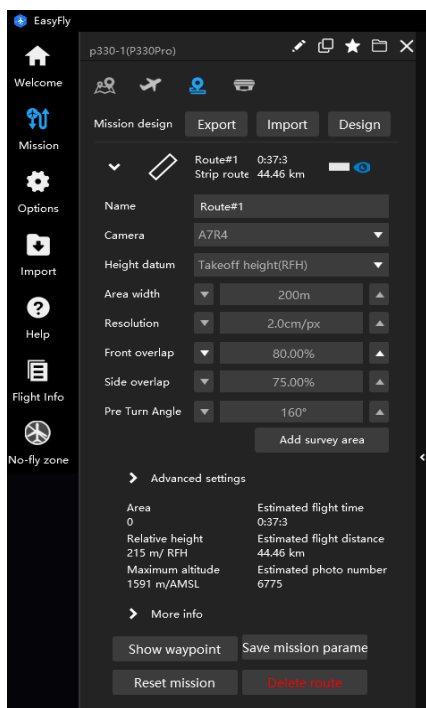 EasyFly
p330-1(P330Pro)
Welcome
Mission
Options
Import
Help
Flight Info
No-fly zone
Mission design Export Import Design
Route#1 0:37:3
Strip route 44.46 km
Name Route#1
Camera A7R4
Height datum Takeoff height(RFH)
Area width 200m
Resolution 2.0cm/px
Front overlap 80.00%
Side overlap 75.00%
Pre Turn Angle 160°
Add survey area
Advanced settings
Area Estimated flight time
0 0:37:3
Relative height Estimated flight distance
215 m/ RFH 44.46 km
Maximum Estimated photo number
altitude 6775
1591 m/AMSL
More info
Show waypoint Save mission parame
Reset mission Delete route